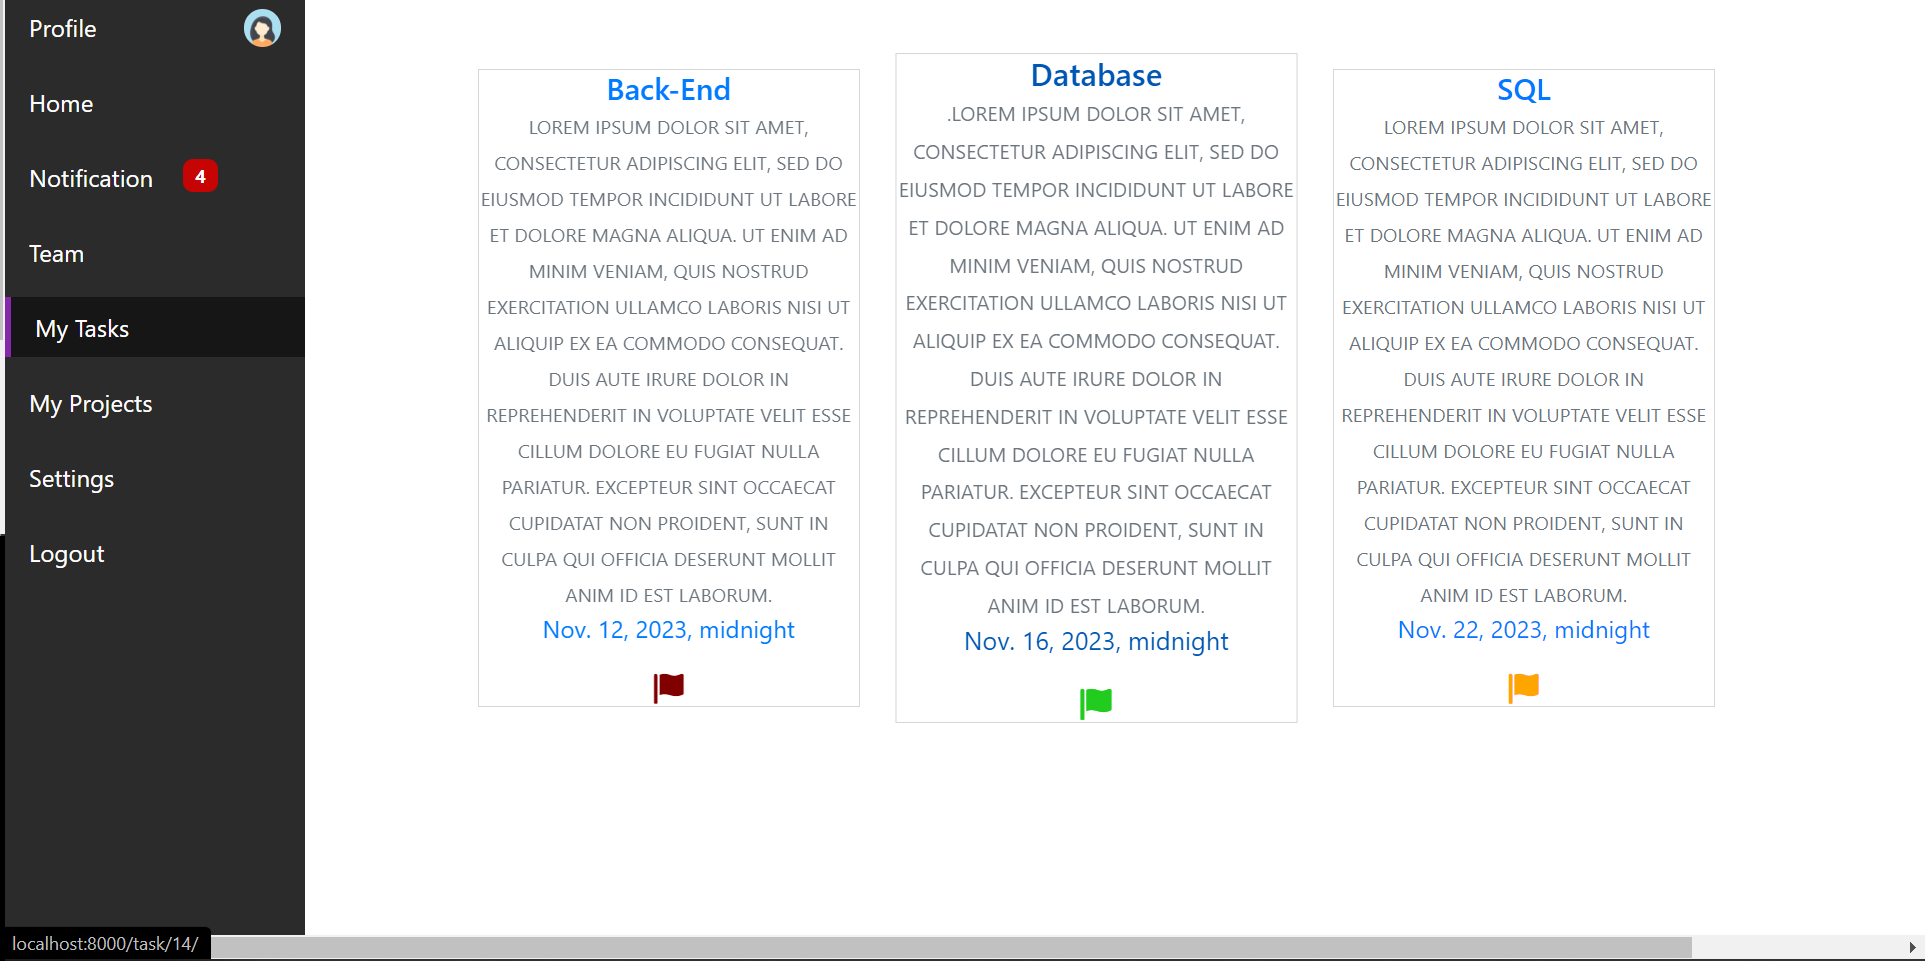 Profile
Home
Notification 4
Team
My Tasks
My Projects
Settings
Logout
Back-End
LOREM IPSUM DOLOR SIT AMET,
CONSECTETUR ADIPISCING ELIT, SED DO
EIUSMOD TEMPOR INCIDIDUNT UT LABORE
ET DOLORE MAGNA ALIQUA. UT ENIM AD
MINIM VENIAM, QUIS NOSTRUD
EXERCITATION ULLAMCO LABORIS NISI UT
ALIQUIP EX EA COMMODO CONSEQUAT.
DUIS AUTE IRURE DOLOR IN
REPREHENDERIT IN VOLUPTATE VELIT ESSE
CILLUM DOLORE EU FUGIAT NULLA
PARIATUR. EXCEPTEUR SINT OCCAECAT
CUPIDATAT NON PROIDENT, SUNT IN
CULPA QUI OFFICIA DESERUNT MOLLIT
ANIM ID EST LABORUM.
Nov. 12, 2023, midnight
Database
.LOREM IPSUM DOLOR SIT AMET,
CONSECTETUR ADIPISCING ELIT, SED DO
EIUSMOD TEMPOR INCIDIDUNT UT LABORE
ET DOLORE MAGNA ALIQUA. UT ENIM AD
MINIM VENIAM, QUIS NOSTRUD
EXERCITATION ULLAMCO LABORIS NISI UT
ALIQUIP EX EA COMMODO CONSEQUAT.
DUIS AUTE IRURE DOLOR IN
REPREHENDERIT IN VOLUPTATE VELIT ESSE
CILLUM DOLORE EU FUGIAT NULLA
PARIATUR. EXCEPTEUR SINT OCCAECAT
CUPIDATAT NON PROIDENT, SUNT IN
CULPA QUI OFFICIA DESERUNT MOLLIT
ANIM ID EST LABORUM.
Nov. 16, 2023, midnight
SQL
LOREM IPSUM DOLOR SIT AMET,
CONSECTETUR ADIPISCING ELIT, SED DO
EIUSMOD TEMPOR INCIDIDUNT UT LABORE
ET DOLORE MAGNA ALIQUA. UT ENIM AD
MINIM VENIAM, QUIS NOSTRUD
EXERCITATION ULLAMCO LABORIS NISI UT
ALIQUIP EX EA COMMODO CONSEQUAT.
DUIS AUTE IRURE DOLOR IN
REPREHENDERIT IN VOLUPTATE VELIT ESSE
CILLUM DOLORE EU FUGIAT NULLA
PARIATUR. EXCEPTEUR SINT OCCAECAT
CUPIDATAT NON PROIDENT, SUNT IN
CULPA QUI OFFICIA DESERUNT MOLLIT
ANIM ID EST LABORUM.
Nov. 22, 2023, midnight
localhost:8000/task/14/